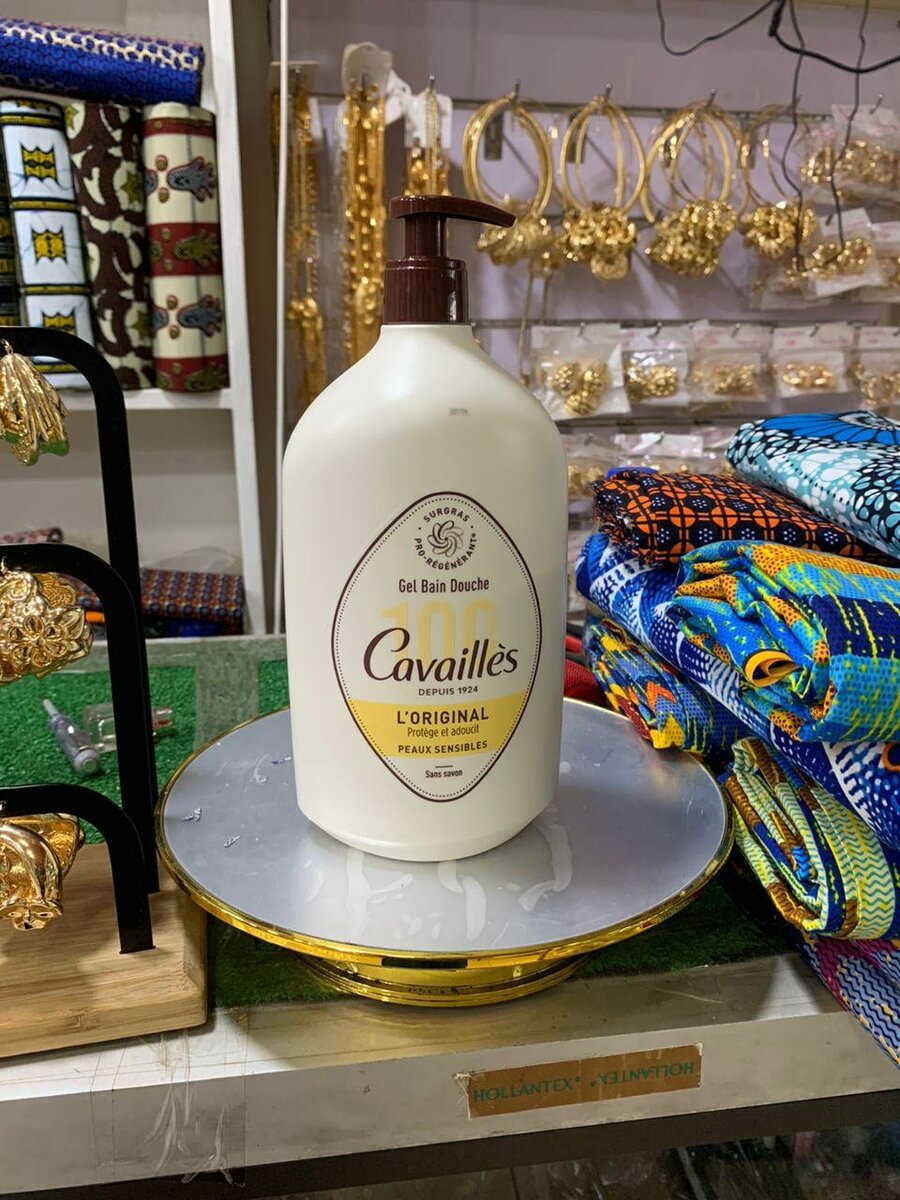 SURGRAS
PRO-RÉGÉNÉRANT®
Gel Bain Douche
100
Cavaillès
DEPUIS 1924
L'ORIGINAL
Protège et adoucit
PEAUX SENSIBLES
Sans savon
HOLLANTEX • HOLLANTEX